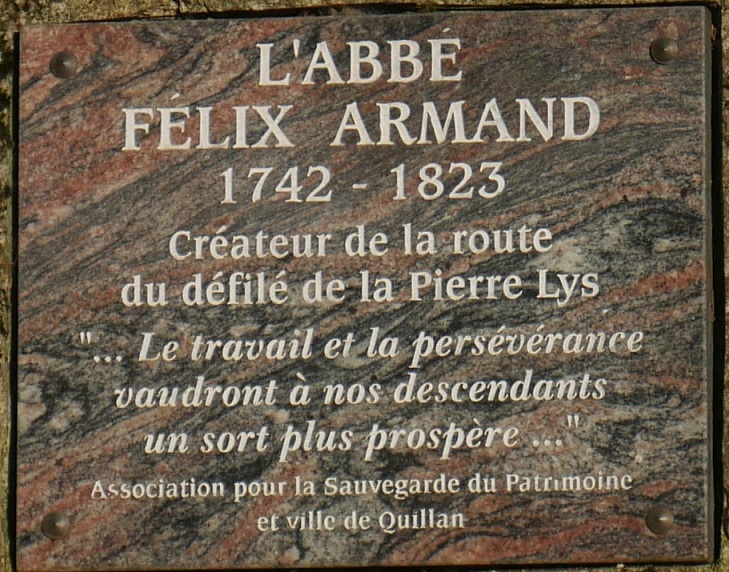 L'ABBÉ
FÉLIX ARMAND
1742 - 1823
Créateur de la route
du défilé de la Pierre Lys
"... Le travail et la persévérance
vaudront à nos descendants
un sort plus prospère ..."
Association pour la Sauvegarde du Patrimoine
et ville de Quillan